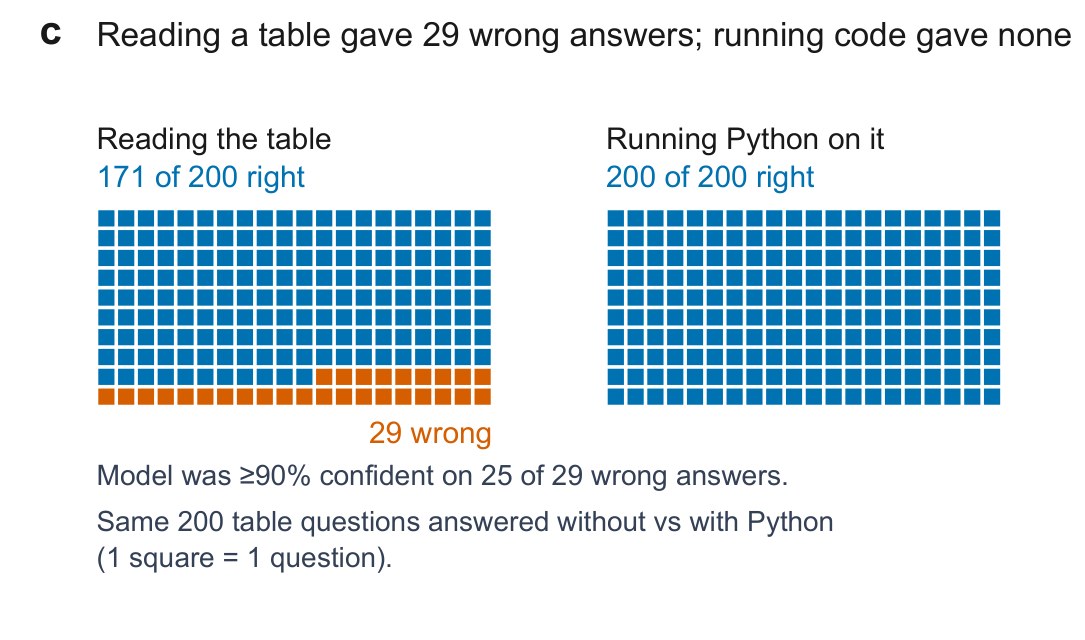 c Reading a table gave 29 wrong answers; running code gave none
Reading the table
171 of 200 right
Running Python on it
200 of 200 right
29 wrong
Model was ≥90% confident on 25 of 29 wrong answers.
Same 200 table questions answered without vs with Python
(1 square = 1 question).